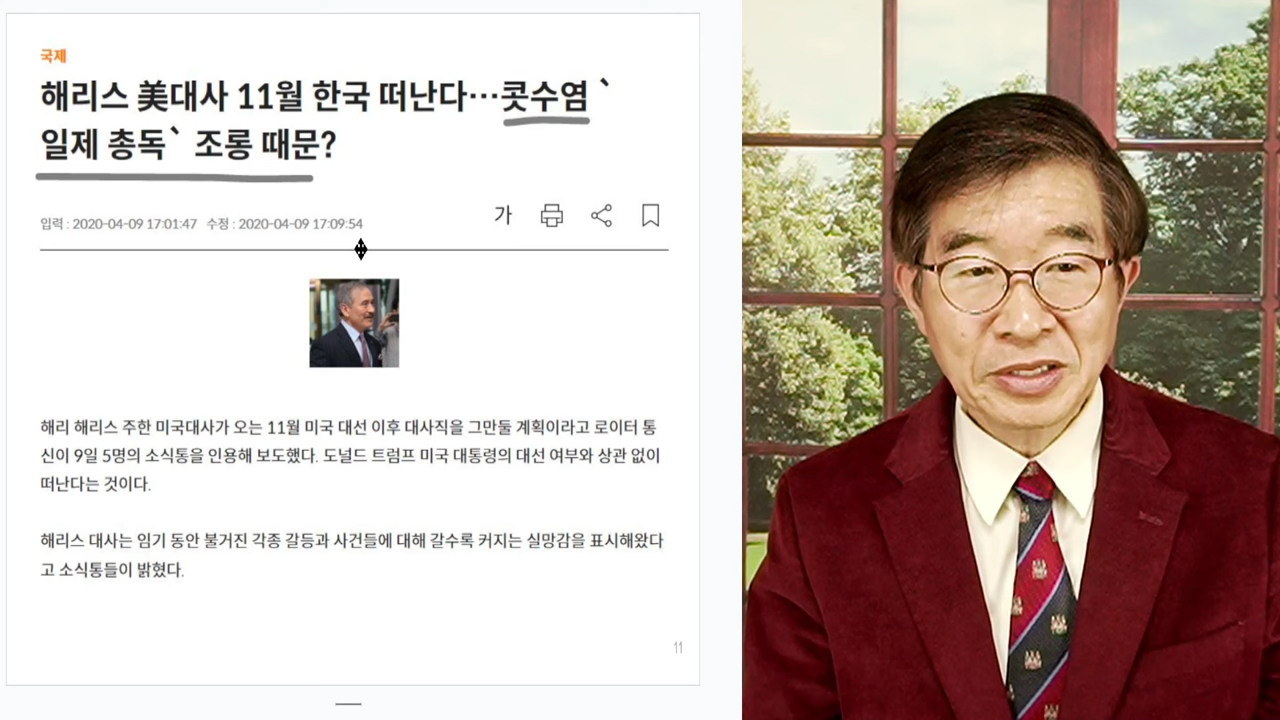 국제
해리스 美대사 11월 한국 떠난다…콧수염 `
일제 총독` 조롱 때문?
입력 : 2020-04-09 17:01:47 수정 : 2020-04-09 17:09:54
가
해리 해리스 주한 미국대사가 오는 11월 미국 대선 이후 대사직을 그만둘 계획이라고 로이터 통
신이 9일 5명의 소식통을 인용해 보도했다. 도널드 트럼프 미국 대통령의 대선 여부와 상관 없이
떠난다는 것이다.
해리스 대사는 임기 동안 불거진 각종 갈등과 사건들에 대해 갈수록 커지는 실망감을 표시해왔다
고 소식통들이 밝혔다.
11